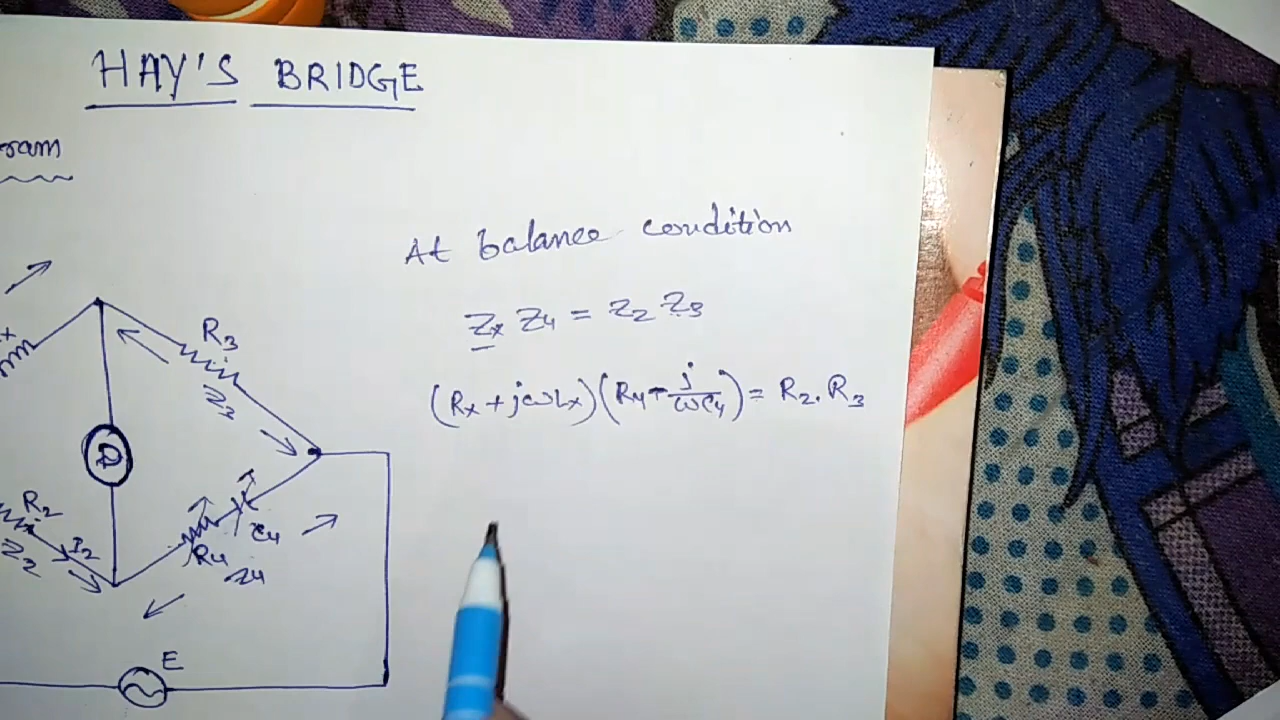 HAY'S BRIDGE
ram
At balance condition
Zx Z4 = Z2 Z3
(Rx + jωLx)(R4 - j/ωC4) = R2. R3
x
R3
Z3
D
R2
Z2
I2
C4
R4
Z4
E